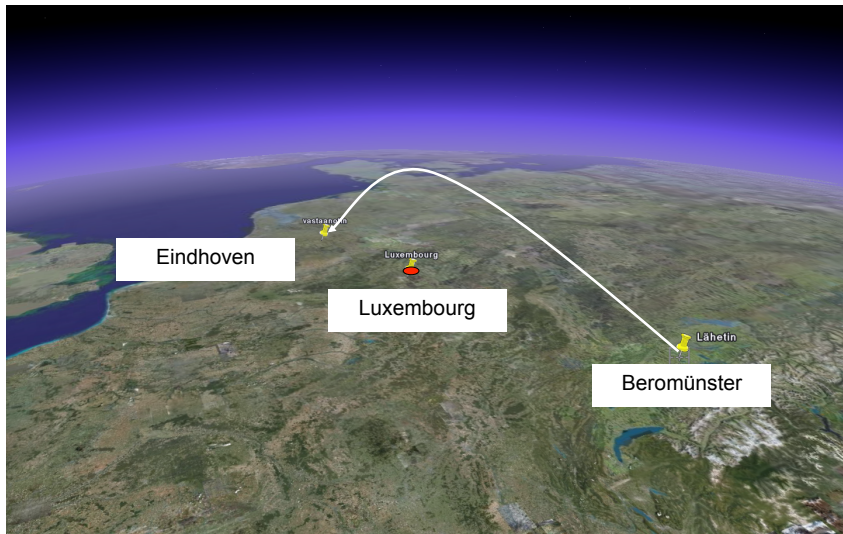 vastaanotin
Eindhoven
Luxembourg
Luxembourg
Lähetin
Beromünster